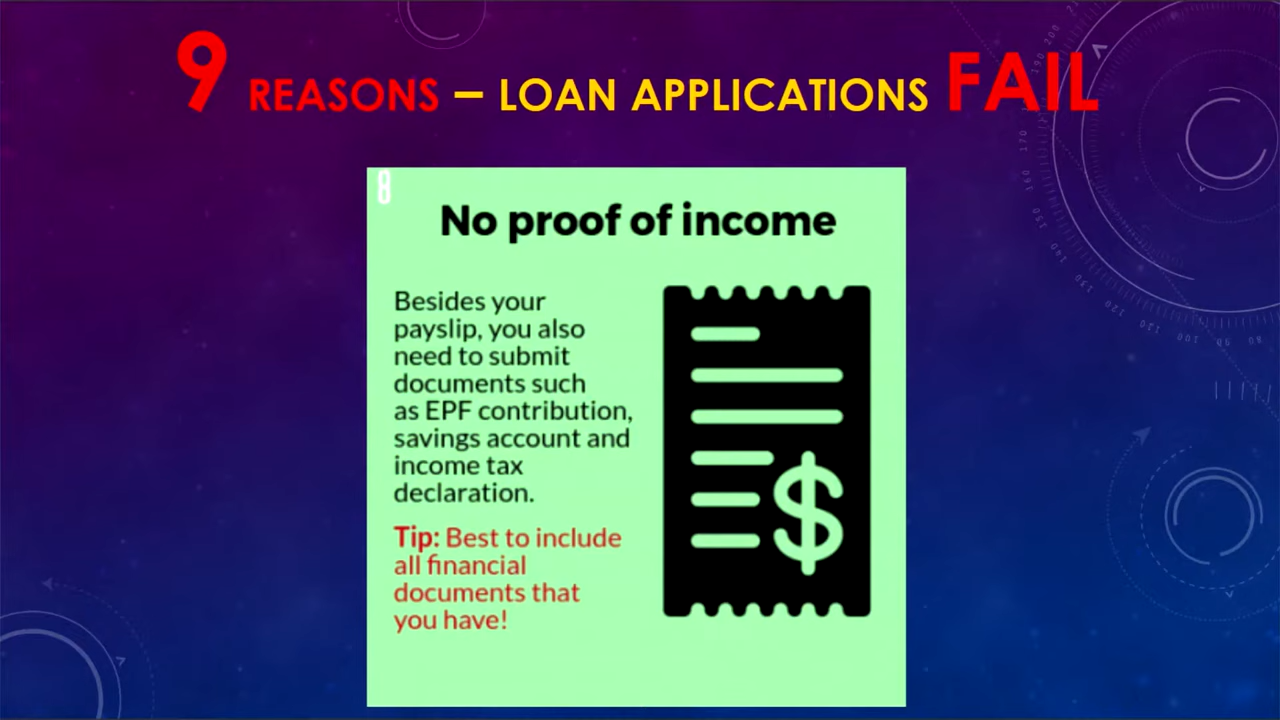 9 REASONS – LOAN APPLICATIONS FAIL
8
No proof of income
Besides your
payslip, you also
need to submit
documents such
as EPF contribution,
savings account and
income tax
declaration.
Tip: Best to include
all financial
documents that
you have!
$